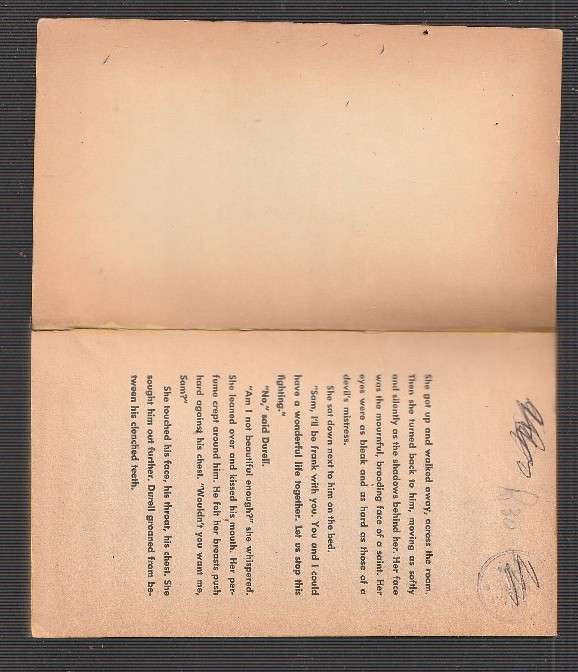 She got up and walked away, across the room.
Then she turned back to him, moving as softly
and silently as the shadows behind her. Her face
was the mournful, brooding face of a saint. Her
eyes were as bleak and as hard as those of a
devil's mistress.
She sat down next to him on the bed.
"Sam, I'll be frank with you. You and I could
have a wonderful life together. Let us stop this
fighting."
"No," said Durell.
"Am I not beautiful enough?" she whispered.
She leaned over and kissed his mouth. Her per-
fume crept around him. He felt her breasts push
hard against his chest. "Wouldn't you want me,
Sam?"
She touched his face, his throat, his chest. She
sought him out further. Durell groaned from be-
tween his clenched teeth.